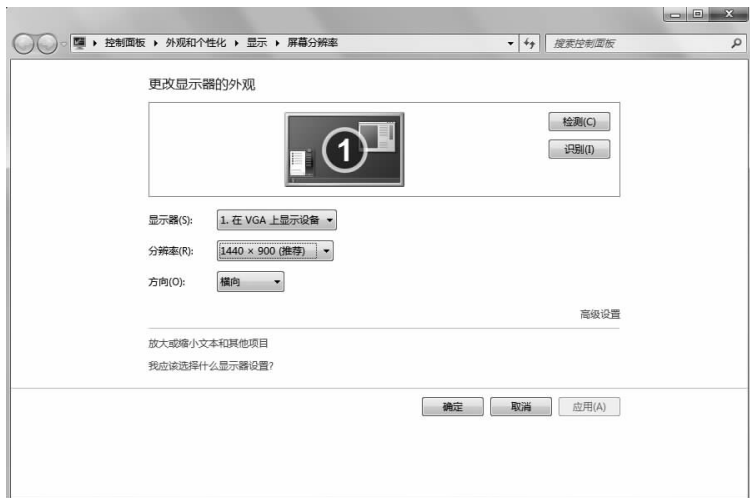 控制面板 ▸ 外观和个性化 ▸ 显示 ▸ 屏幕分辨率
搜索控制面板
更改显示器的外观
1
检测(C)
识别(I)
显示器(S): 1. 在 VGA 上显示设备
分辨率(R): 1440 × 900 (推荐)
方向(O): 横向
高级设置
放大或缩小文本和其他项目
我应该选择什么显示器设置?
确定 取消 应用(A)